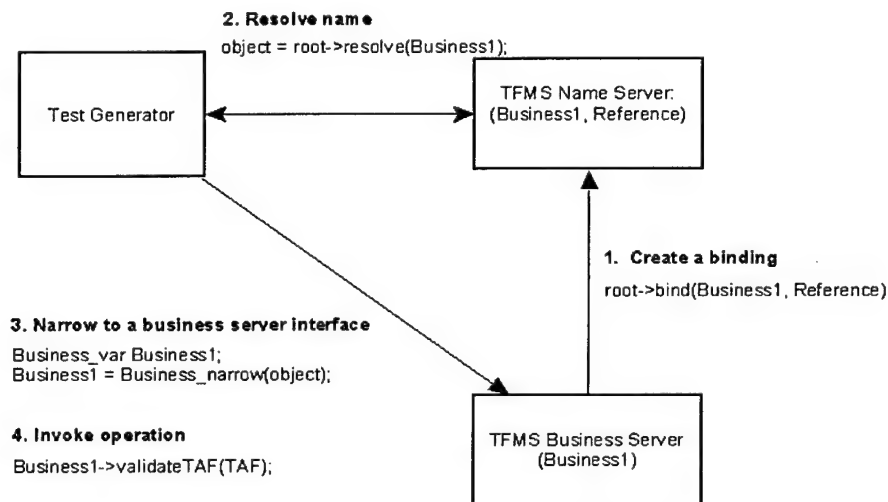 2. Resolve name
object = root->resolve(Business1);
Test Generator
TFMS Name Server:
(Business1, Reference)
1. Create a binding
root->bind(Business1, Reference)
3. Narrow to a business server interface
Business_var Business1;
Business1 = Business_narrow(object);
4. Invoke operation
Business1->validateTAF(TAF);
TFMS Business Server
(Business1)